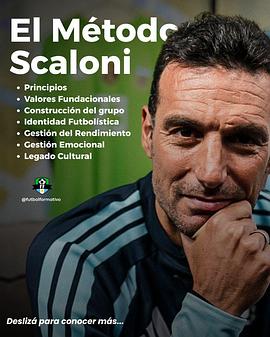 El Método
Scaloni
• Principios
• Valores Fundacionales
• Construcción del grupo
• Identidad Futbolística
• Gestión del Rendimiento
• Gestión Emocional
• Legado Cultural
@futbolformativo
Deslizá para conocer más...